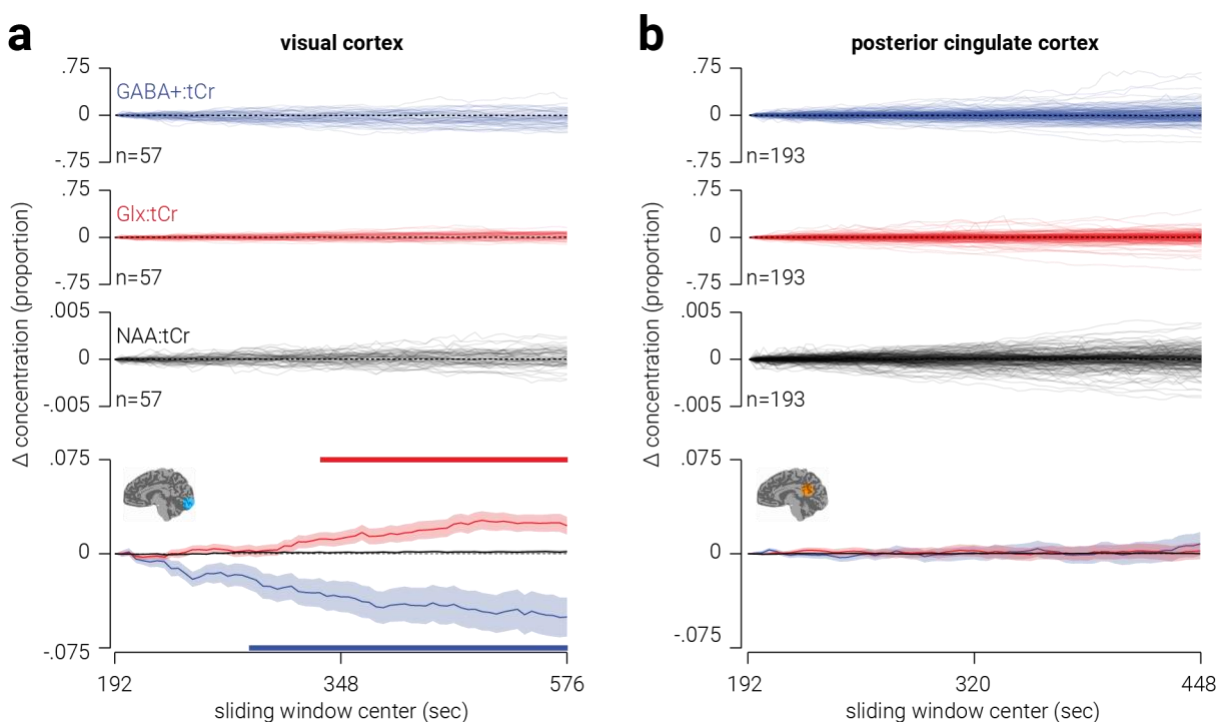 a
visual cortex
Δ concentration (proportion)
.75
GABA+:tCr
0
-.75
n=57
.75
Glx:tCr
0
-.75
n=57
.005
NAA:tCr
0
-.005
n=57
.075
0
-.075
192
348
576
sliding window center (sec)
b
posterior cingulate cortex
Δ concentration (proportion)
.75
0
-.75
n=193
.75
0
-.75
n=193
.005
0
-.005
n=193
.075
0
-.075
192
320
448
sliding window center (sec)